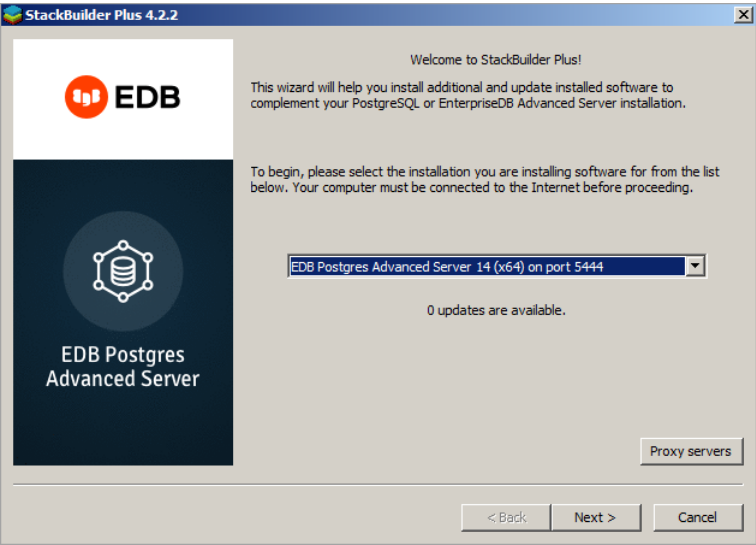 StackBuilder Plus 4.2.2
EDB
EDB Postgres
Advanced Server
Welcome to StackBuilder Plus!
This wizard will help you install additional and update installed software to
complement your PostgreSQL or EnterpriseDB Advanced Server installation.
To begin, please select the installation you are installing software for from the list
below. Your computer must be connected to the Internet before proceeding.
EDB Postgres Advanced Server 14 (x64) on port 5444
0 updates are available.
Proxy servers
< Back
Next >
Cancel